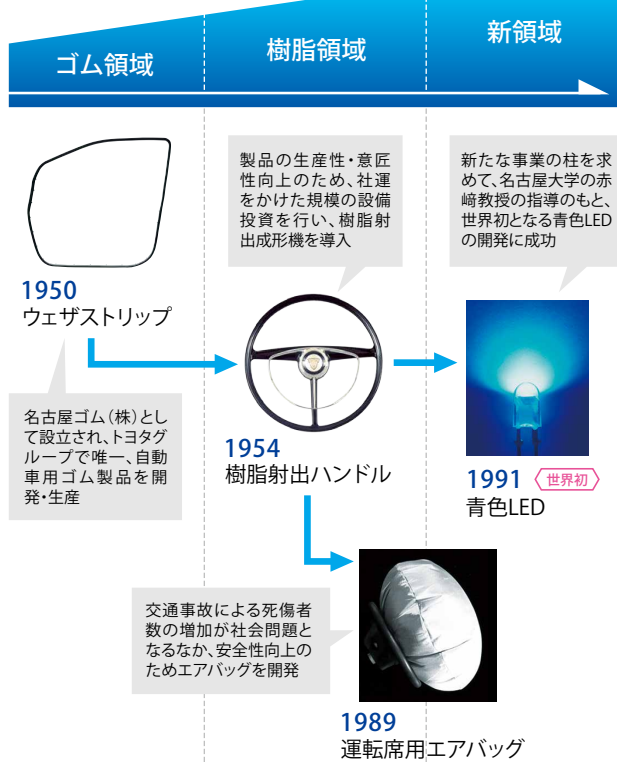 ゴム領域
樹脂領域
新領域
製品の生産性・意匠
性向上のため、社運
をかけた規模の設備
投資を行い、樹脂射
出成形機を導入
新たな事業の柱を求
めて、名古屋大学の赤
﨑教授の指導のもと、
世界初となる青色LED
の開発に成功
1950
ウェザストリップ
名古屋ゴム(株)とし
て設立され、トヨタグ
ループで唯一、自動
車用ゴム製品を開
発・生産
1954
樹脂射出ハンドル
1991 世界初
青色LED
交通事故による死傷者
数の増加が社会問題と
なるなか、安全性向上の
ためエアバッグを開発
1989
運転席用エアバッグ